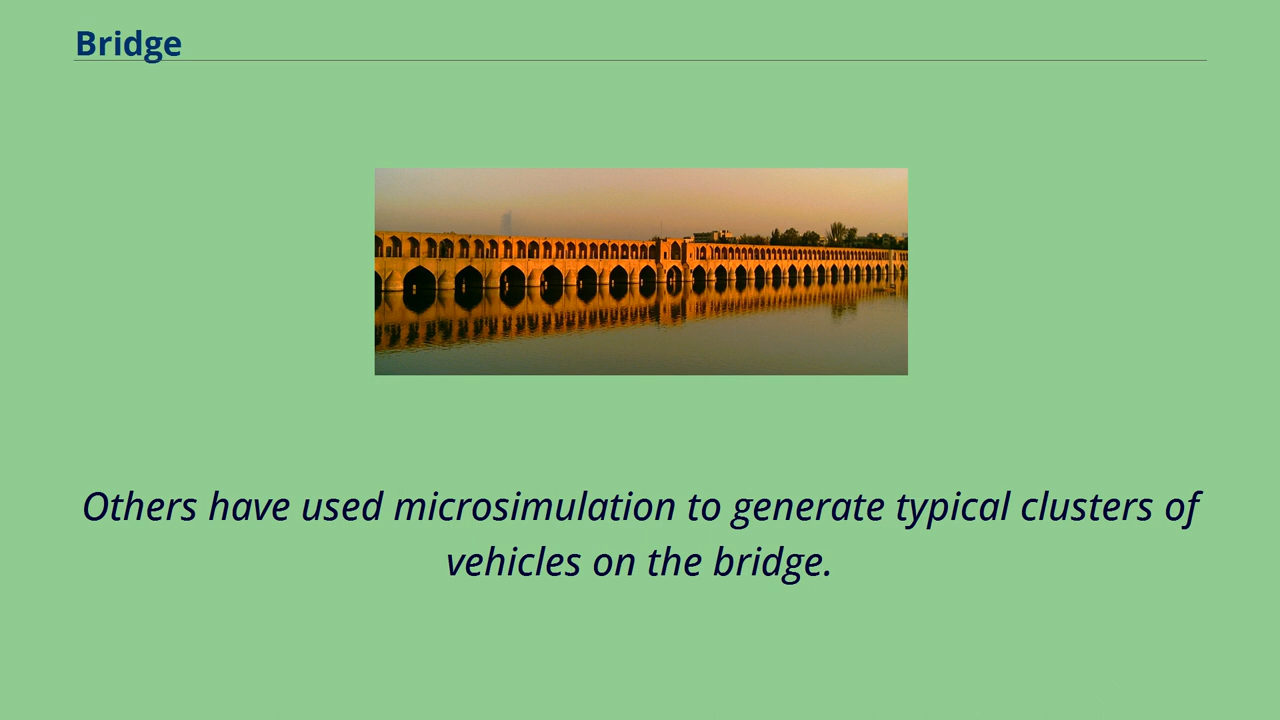 Bridge
Others have used microsimulation to generate typical clusters of
vehicles on the bridge.